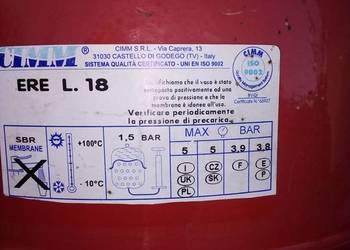 CIMM
CIMM S.R.L. - Via Caprera, 13
31030 CASTELLO DI GODEGO (TV) - Italy
SISTEMA QUALITÀ CERTIFICATO - UNI EN ISO 9002
CIMM
ISO
9002
ERE L. 18
che il vaso è stato
sottoposto positivamente ad una
prova di pressione e che la
membrana è idonea all'uso.
Verificare periodicamente
la pressione di precarica.
SBR
MEMBRANE
+100°C
-10°C
1,5 BAR
MAX BAR
5 5 3,9 3,8
I CZ F E
UK SK P
PL